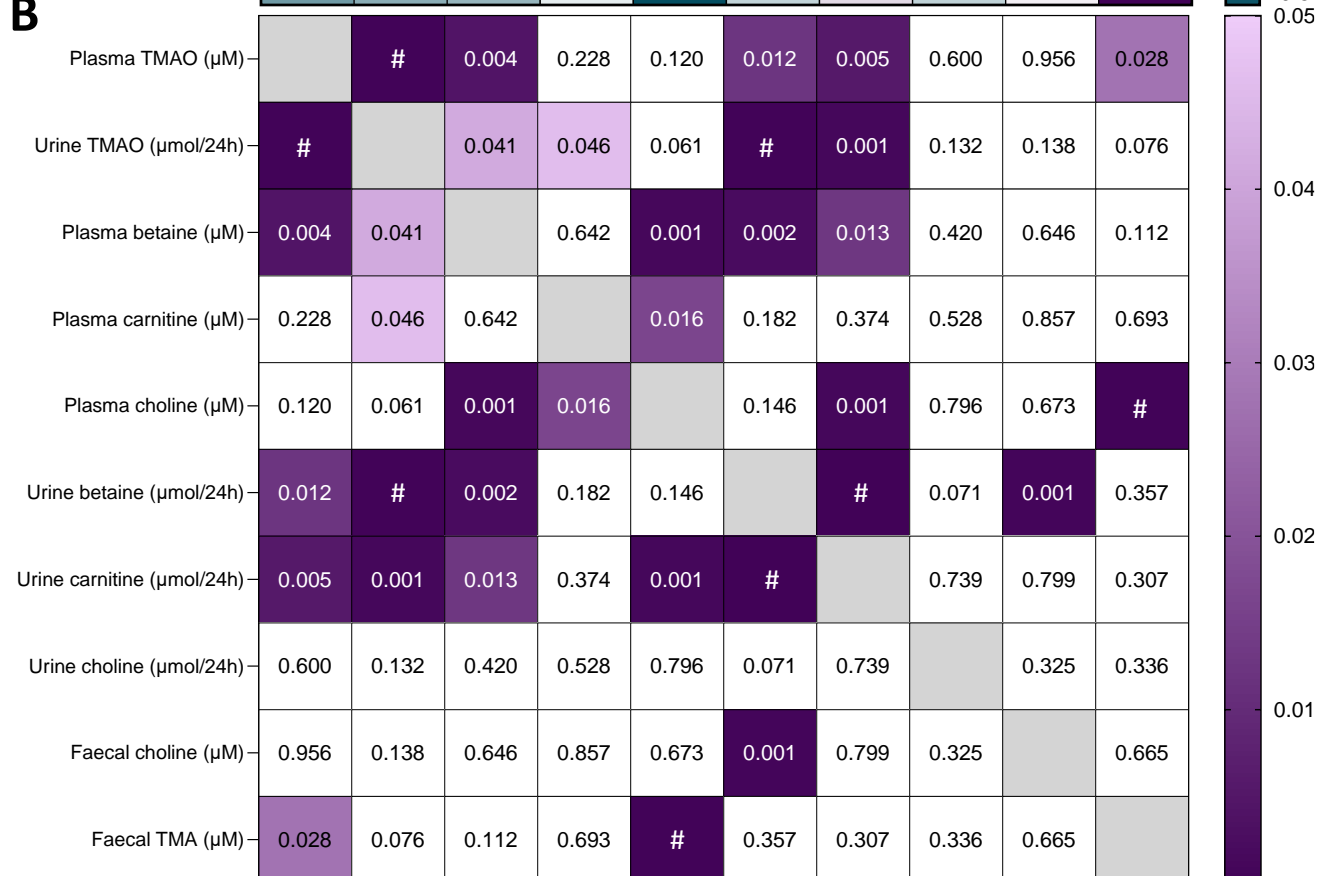 B
0.05
Plasma TMAO (µM) # 0.004 0.228 0.120 0.012 0.005 0.600 0.956 0.028
Urine TMAO (µmol/24h) # 0.041 0.046 0.061 # 0.001 0.132 0.138 0.076
0.04
Plasma betaine (µM) 0.004 0.041 0.642 0.001 0.002 0.013 0.420 0.646 0.112
Plasma carnitine (µM) 0.228 0.046 0.642 0.016 0.182 0.374 0.528 0.857 0.693
0.03
Plasma choline (µM) 0.120 0.061 0.001 0.016 0.146 0.001 0.796 0.673 #
Urine betaine (µmol/24h) 0.012 # 0.002 0.182 0.146 # 0.071 0.001 0.357
0.02
Urine carnitine (µmol/24h) 0.005 0.001 0.013 0.374 0.001 # 0.739 0.799 0.307
Urine choline (µmol/24h) 0.600 0.132 0.420 0.528 0.796 0.071 0.739 0.325 0.336
0.01
Faecal choline (µM) 0.956 0.138 0.646 0.857 0.673 0.001 0.799 0.325 0.665
Faecal TMA (µM) 0.028 0.076 0.112 0.693 # 0.357 0.307 0.336 0.665